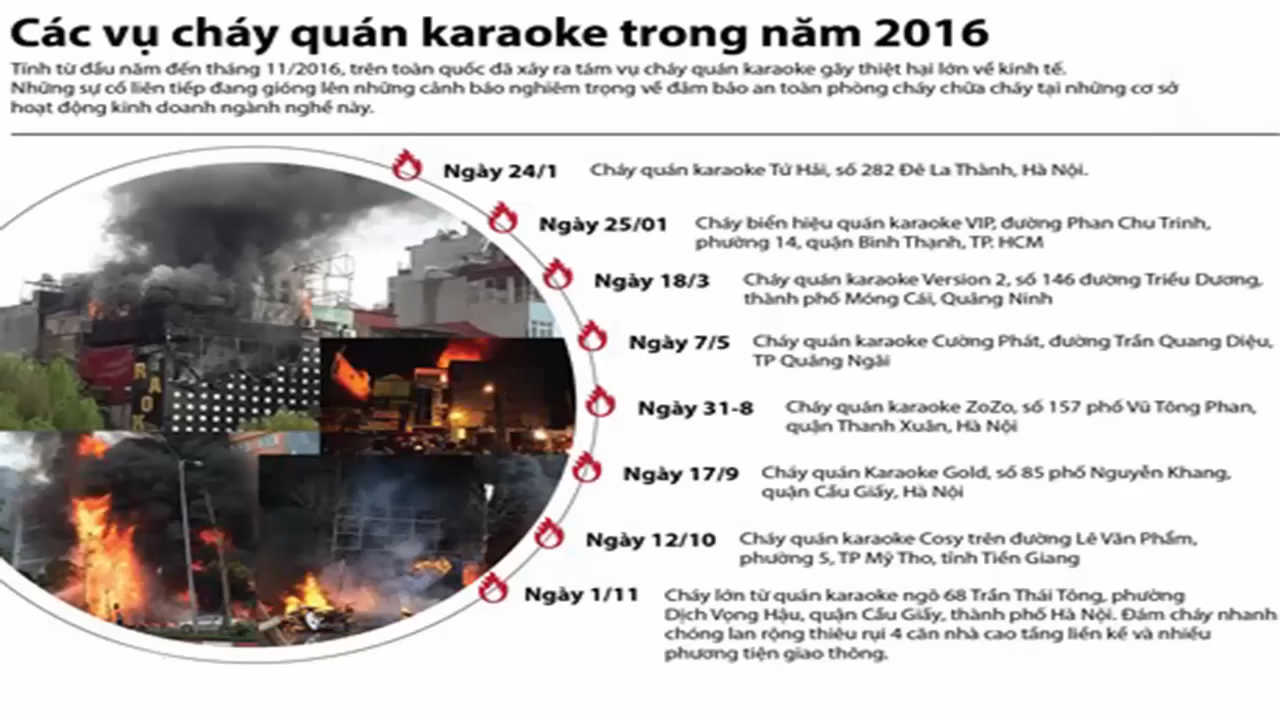 Các vụ cháy quán karaoke trong năm 2016
Tính từ đầu năm đến tháng 11/2016, trên toàn quốc đã xảy ra tám vụ cháy quán karaoke gây thiệt hại lớn về kinh tế.
Những sự cố liên tiếp đang gióng lên những cảnh báo nghiêm trọng về đảm bảo an toàn phòng cháy chữa cháy tại những cơ sở
hoạt động kinh doanh ngành nghề này.
Ngày 24/1 Cháy quán karaoke Tứ Hải, số 282 Đê La Thành, Hà Nội.
Ngày 25/01 Cháy biển hiệu quán karaoke VIP, đường Phan Chu Trinh,
phường 14, quận Bình Thạnh, TP. HCM
Ngày 18/3 Cháy quán karaoke Version 2, số 146 đường Triều Dương,
thành phố Móng Cái, Quảng Ninh
Ngày 7/5 Cháy quán karaoke Cường Phát, đường Trần Quang Diệu,
TP Quảng Ngãi
Ngày 31-8 Cháy quán karaoke ZoZo, số 157 phố Vũ Tông Phan,
quận Thanh Xuân, Hà Nội
Ngày 17/9 Cháy quán Karaoke Gold, số 85 phố Nguyễn Khang,
quận Cầu Giấy, Hà Nội
Ngày 12/10 Cháy quán karaoke Cosy trên đường Lê Văn Phẩm,
phường 5, TP Mỹ Tho, tỉnh Tiền Giang
Ngày 1/11 Cháy lớn từ quán karaoke ngõ 68 Trần Thái Tông, phường
Dịch Vọng Hậu, quận Cầu Giấy, thành phố Hà Nội. Đám cháy nhanh
chóng lan rộng thiêu rụi 4 căn nhà cao tầng liền kề và nhiều
phương tiện giao thông.
RAOK